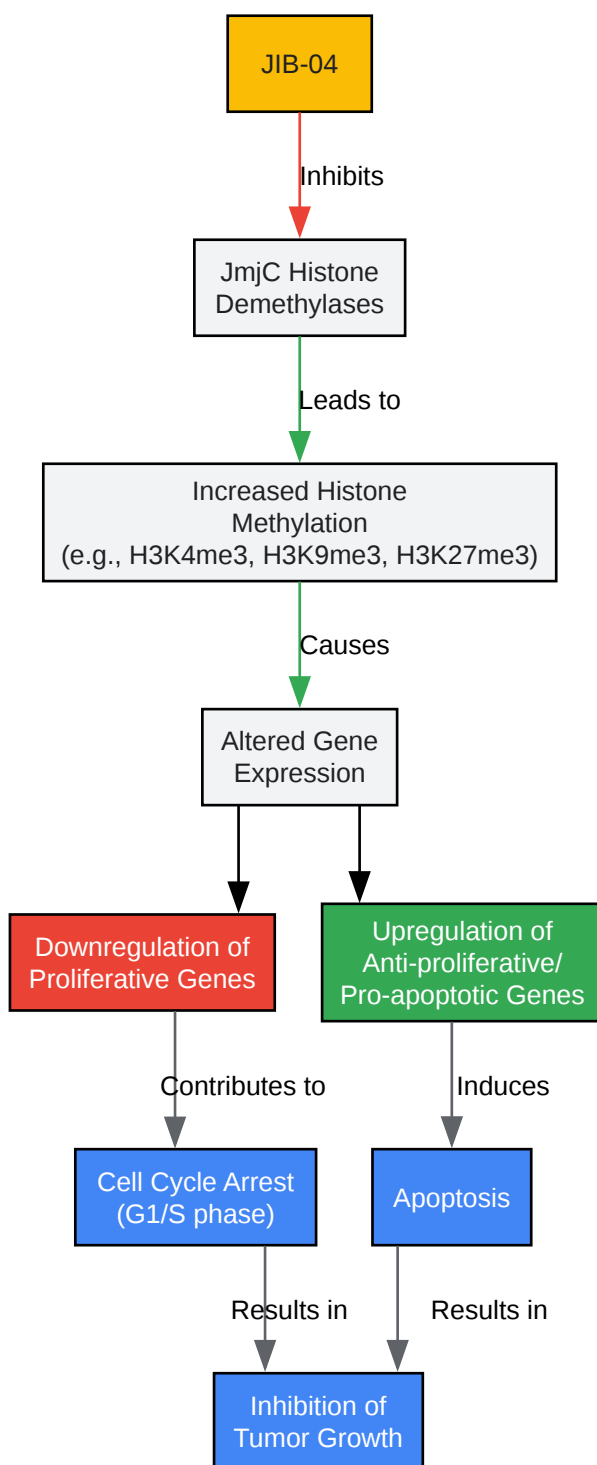 JIB-04
Inhibits
JmjC Histone
Demethylases
Leads to
Increased Histone
Methylation
(e.g., H3K4me3, H3K9me3, H3K27me3)
Causes
Altered Gene
Expression
Downregulation of
Proliferative Genes
Upregulation of
Anti-proliferative/
Pro-apoptotic Genes
Contributes to
Induces
Cell Cycle Arrest
(G1/S phase)
Apoptosis
Results in
Results in
Inhibition of
Tumor Growth